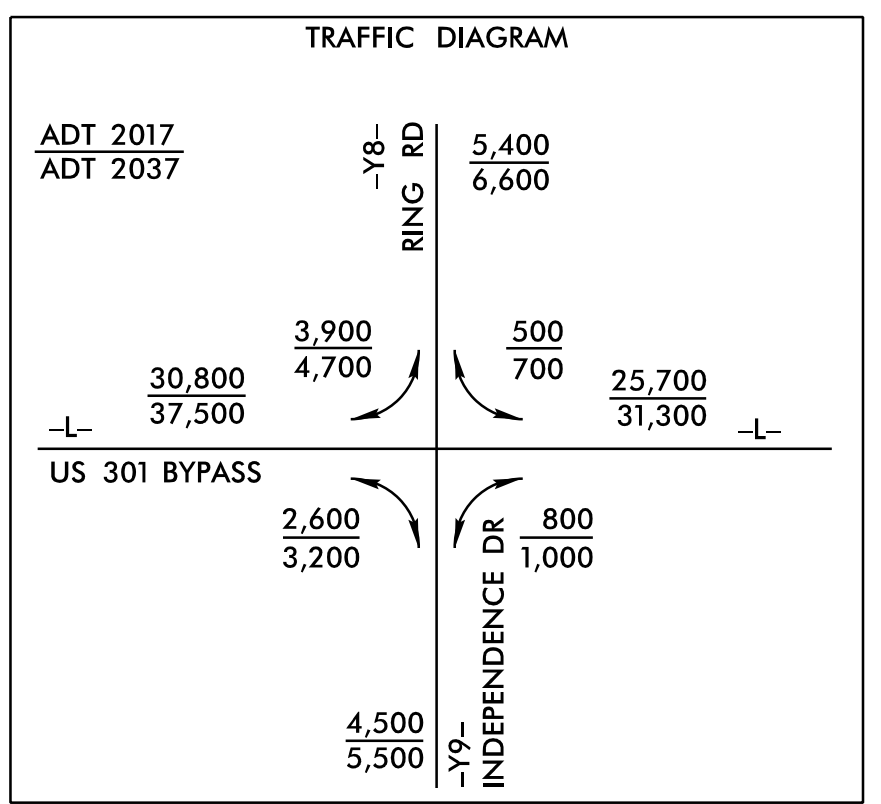 TRAFFIC DIAGRAM
ADT 2017
ADT 2037
–Y8–
RING RD
5,400
6,600
3,900
4,700
500
700
30,800
37,500
25,700
31,300
–L–
–L–
US 301 BYPASS
2,600
3,200
800
1,000
4,500
5,500
–Y9–
INDEPENDENCE DR